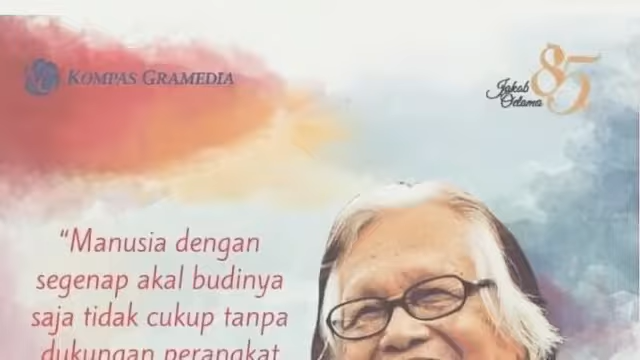 KOMPAS GRAMEDIA
Jakob
Oetama
85
“Manusia dengan
segenap akal budinya
saja tidak cukup tanpa
dukungan perangkat